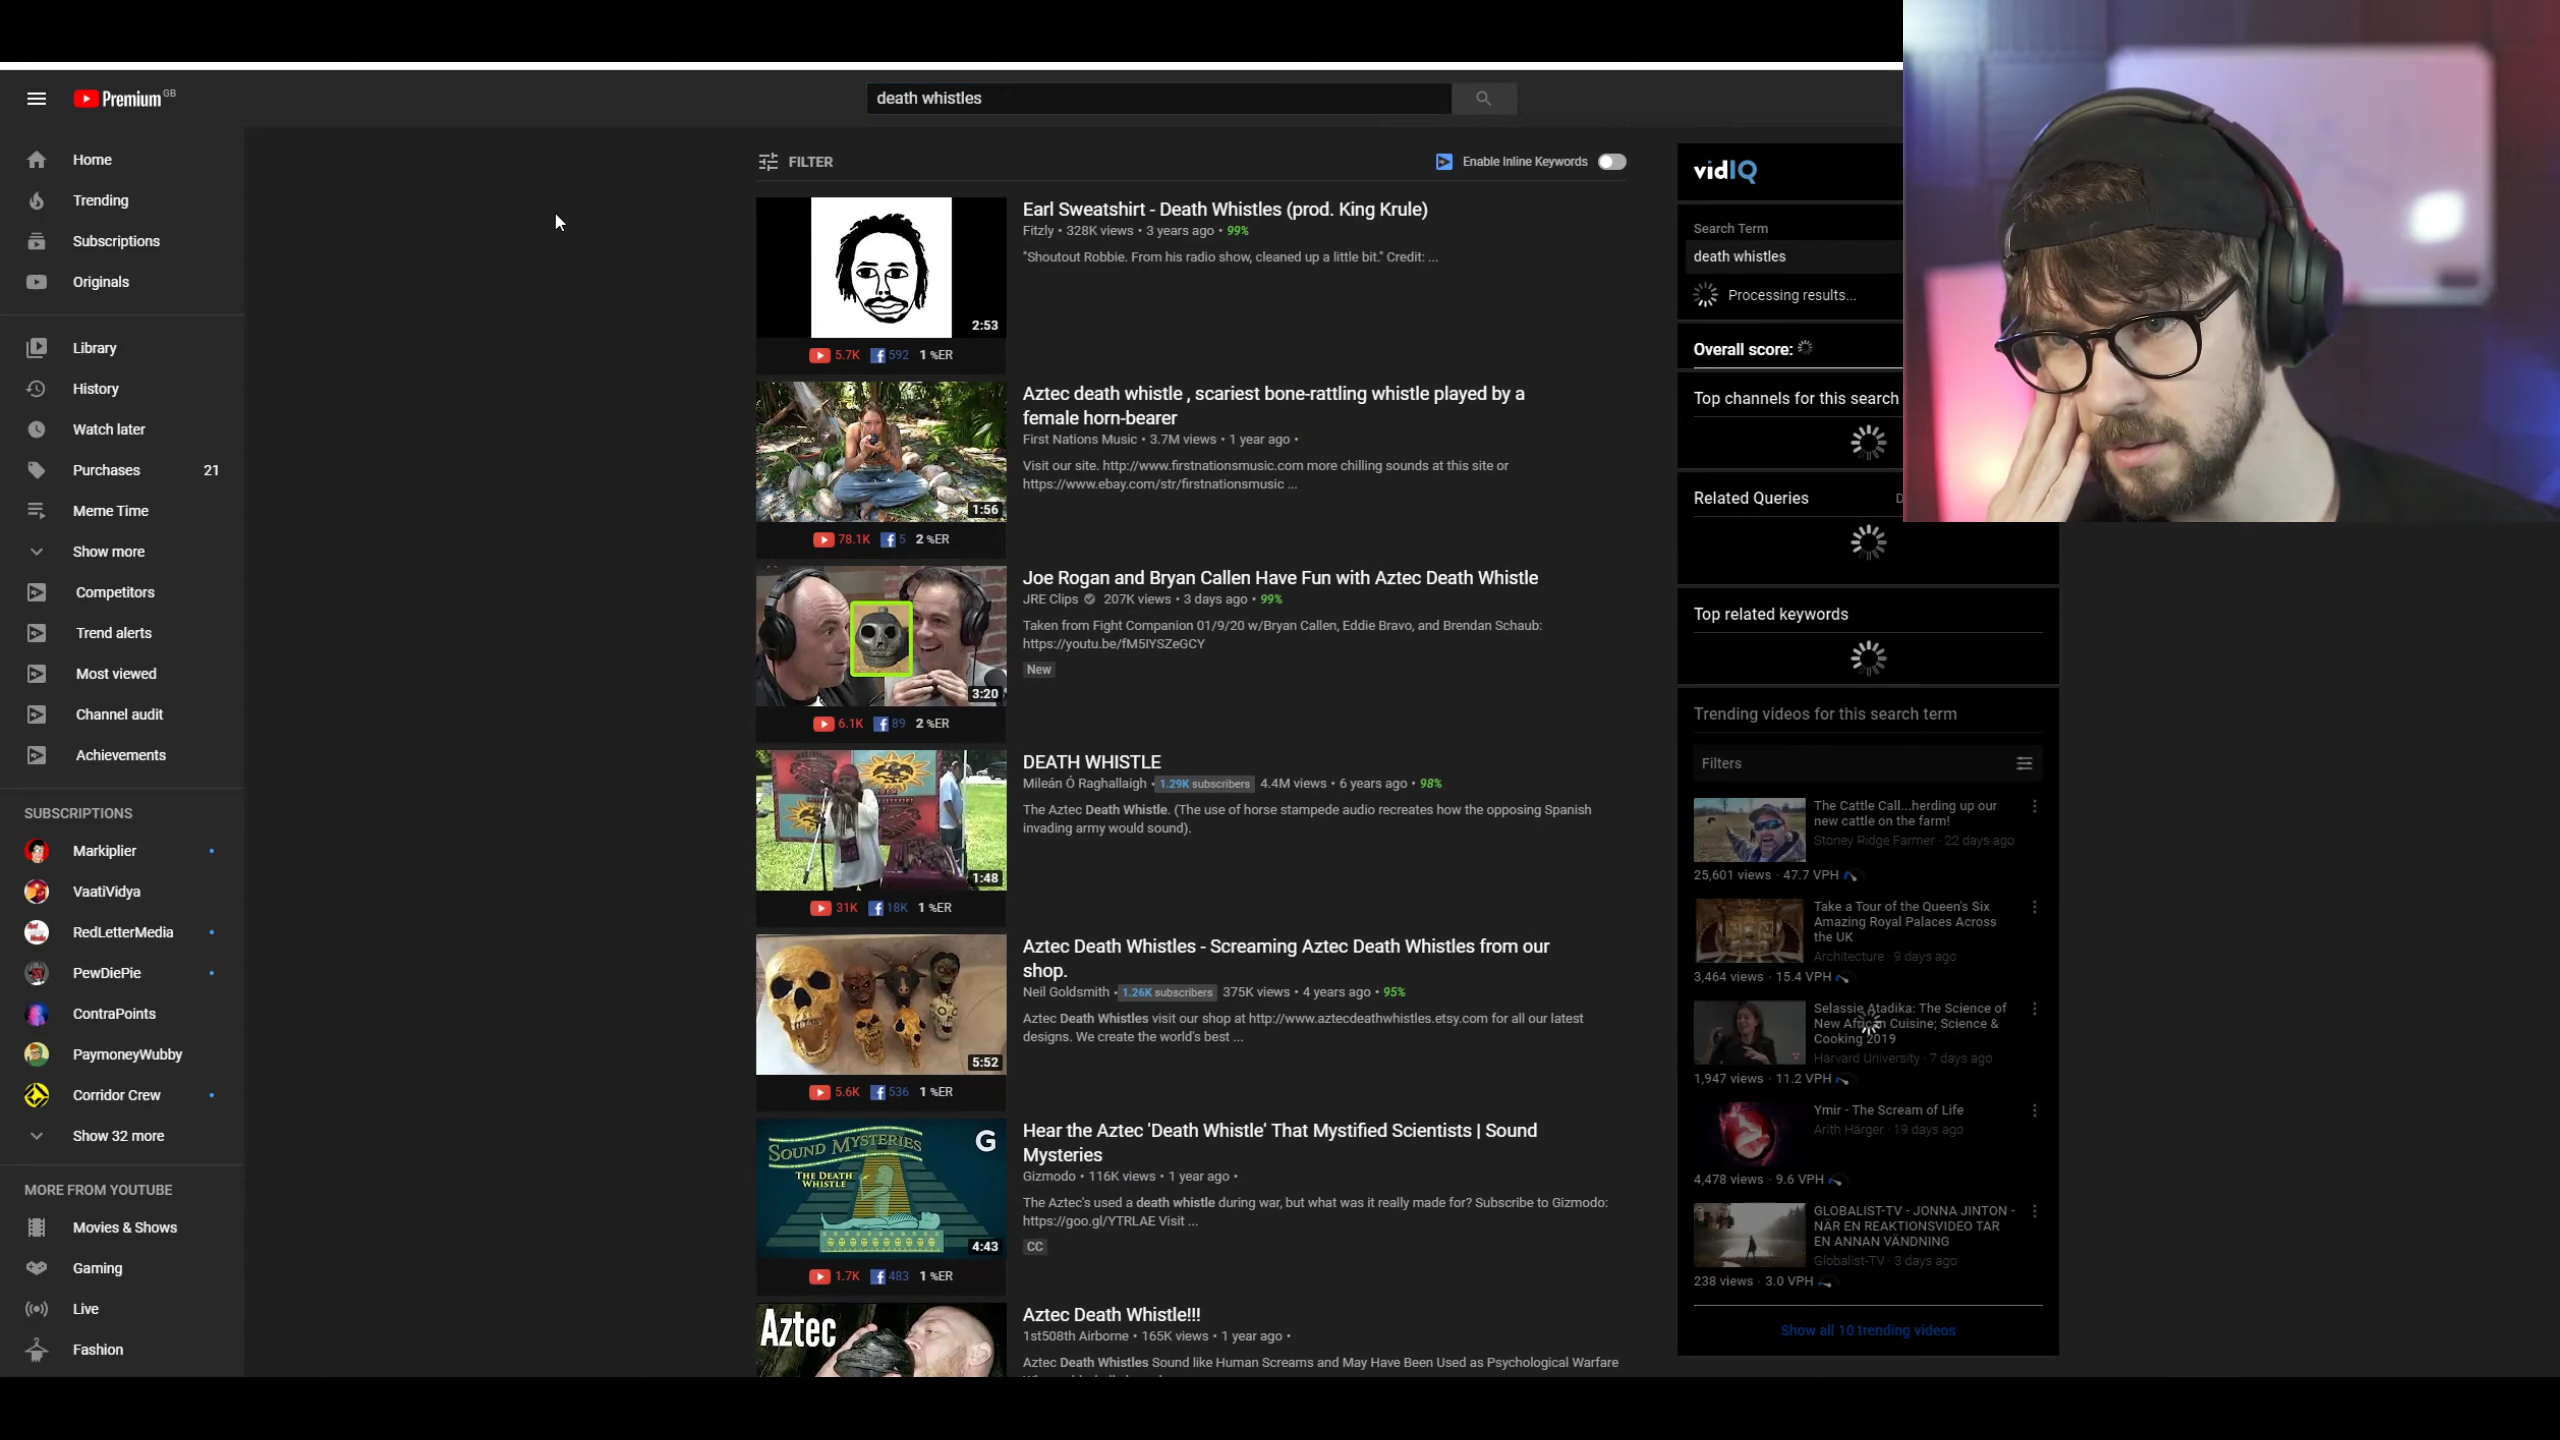 Premium GB
death whistles
Home
Trending
Subscriptions
Originals
Library
History
Watch later
Purchases 21
Meme Time
Show more
Competitors
Trend alerts
Most viewed
Channel audit
Achievements
SUBSCRIPTIONS
Markiplier
VaatiVidya
RedLetterMedia
PewDiePie
ContraPoints
PaymoneyWubby
Corridor Crew
Show 32 more
MORE FROM YOUTUBE
Movies & Shows
Gaming
Live
Fashion
FILTER
Enable Inline Keywords
Earl Sweatshirt - Death Whistles (prod. King Krule)
Fitzly • 328K views • 3 years ago • 99%
"Shoutout Robbie. From his radio show, cleaned up a little bit." Credit: ...
2:53
5.7K 592 1 %ER
Aztec death whistle , scariest bone-rattling whistle played by a
female horn-bearer
First Nations Music • 3.7M views • 1 year ago •
Visit our site. http://www.firstnationsmusic.com more chilling sounds at this site or
https://www.ebay.com/str/firstnationsmusic ...
1:56
78.1K 5 2 %ER
Joe Rogan and Bryan Callen Have Fun with Aztec Death Whistle
JRE Clips 207K views • 3 days ago • 99%
Taken from Fight Companion 01/9/20 w/Bryan Callen, Eddie Bravo, and Brendan Schaub:
https://youtu.be/fM5IYSZeGCY
New
3:20
6.1K 89 2 %ER
DEATH WHISTLE
Mileán Ó Raghallaigh • 1.29K subscribers 4.4M views • 6 years ago • 98%
The Aztec Death Whistle. (The use of horse stampede audio recreates how the opposing Spanish
invading army would sound).
1:48
31K 18K 1 %ER
Aztec Death Whistles - Screaming Aztec Death Whistles from our
shop.
Neil Goldsmith • 1.26K subscribers 375K views • 4 years ago • 95%
Aztec Death Whistles visit our shop at http://www.aztecdeathwhistles.etsy.com for all our latest
designs. We create the world's best ...
5:52
5.6K 536 1 %ER
SOUND MYSTERIES
THE DEATH
WHISTLE
G
Hear the Aztec 'Death Whistle' That Mystified Scientists | Sound
Mysteries
Gizmodo • 116K views • 1 year ago •
The Aztec's used a death whistle during war, but what was it really made for? Subscribe to Gizmodo:
https://goo.gl/YTRLAE Visit ...
CC
4:43
1.7K 483 1 %ER
Aztec
Aztec Death Whistle!!!
1st508th Airborne • 165K views • 1 year ago •
Aztec Death Whistles Sound like Human Screams and May Have Been Used as Psychological Warfare
vidIQ
Search Term
death whistles
Processing results...
Overall score:
Top channels for this search
Related Queries
Top related keywords
Trending videos for this search term
Filters
The Cattle Call...herding up our
new cattle on the farm!
Stoney Ridge Farmer · 22 days ago
25,601 views · 47.7 VPH
Take a Tour of the Queen's Six
Amazing Royal Palaces Across
the UK
Architecture · 9 days ago
3,464 views · 15.4 VPH
Selassie Atadika: The Science of
New African Cuisine; Science &
Cooking 2019
Harvard University · 7 days ago
1,947 views · 11.2 VPH
Ymir - The Scream of Life
Arith Härger · 19 days ago
4,478 views · 9.6 VPH
GLOBALIST-TV - JONNA JINTON -
NÄR EN REAKTIONSVIDEO TAR
EN ANNAN VÄNDNING
Globalist-TV · 3 days ago
238 views · 3.0 VPH
Show all 10 trending videos